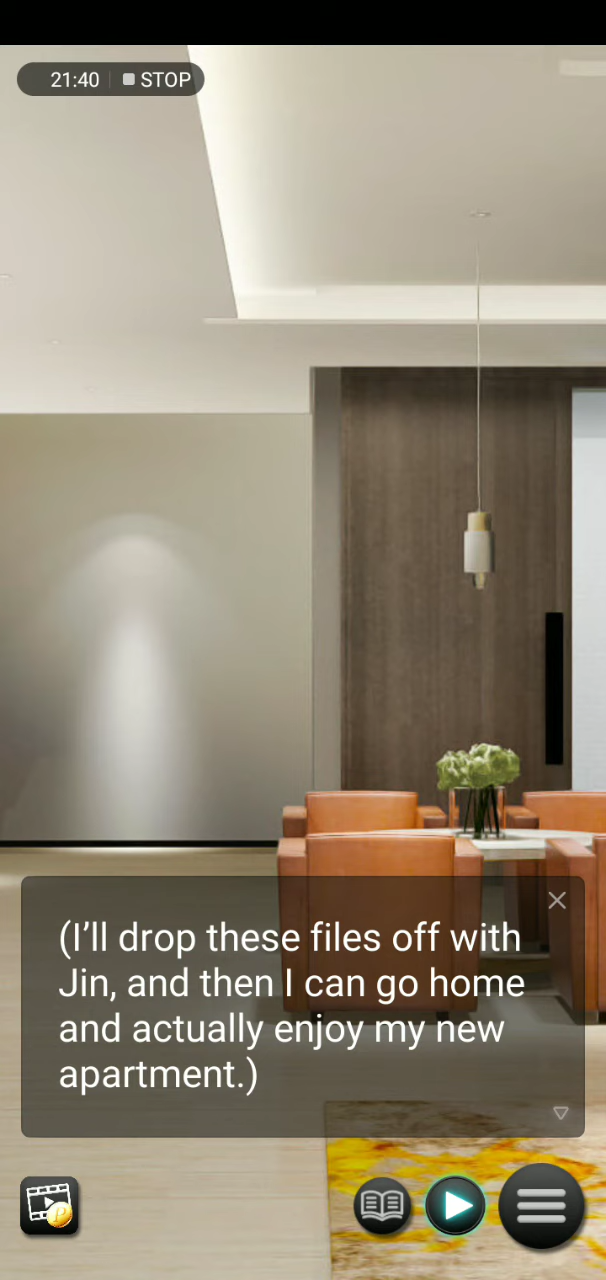 21:40 STOP
(I’ll drop these files off with
Jin, and then I can go home
and actually enjoy my new
apartment.)
P